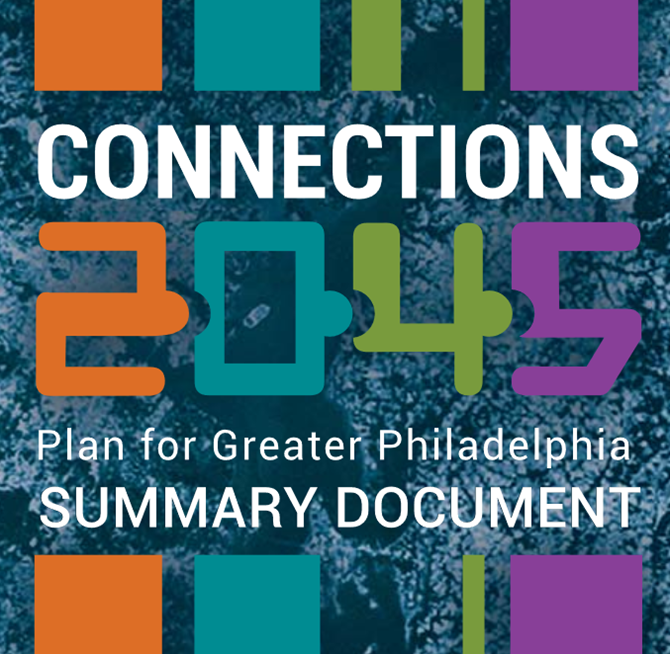 CONNECTIONS
2045
Plan for Greater Philadelphia
SUMMARY DOCUMENT